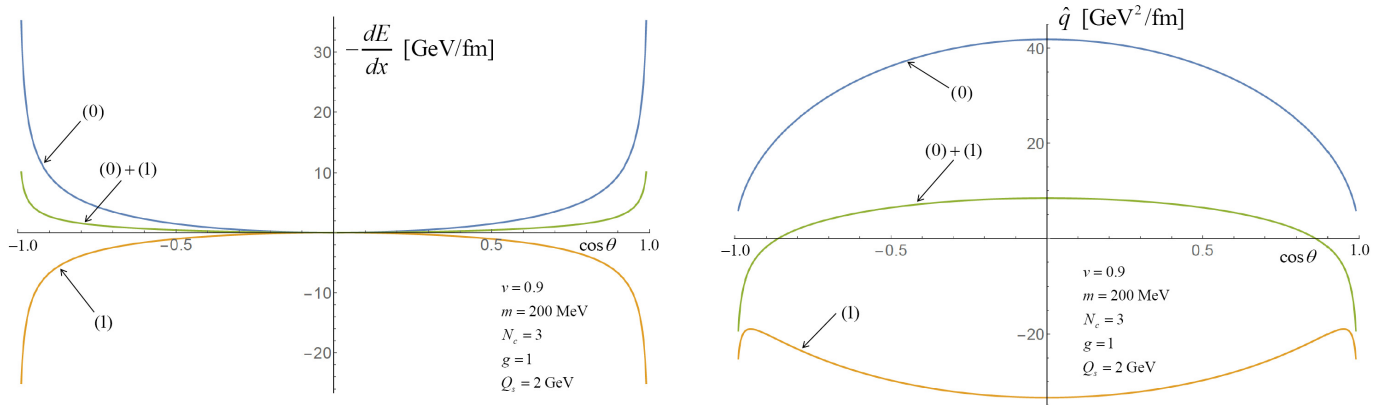 30
−dE/dx [GeV/fm]
20
(0)
(0)+(1)
10
−1.0
−0.5
0.5
1.0
cosθ
−10
(1)
−20
v = 0.9
m = 200 MeV
N_c = 3
g = 1
Q_s = 2 GeV
q̂ [GeV²/fm]
40
(0)
20
(0)+(1)
−1.0
−0.5
0.5
1.0
cosθ
−20
(1)
v = 0.9
m = 200 MeV
N_c = 3
g = 1
Q_s = 2 GeV